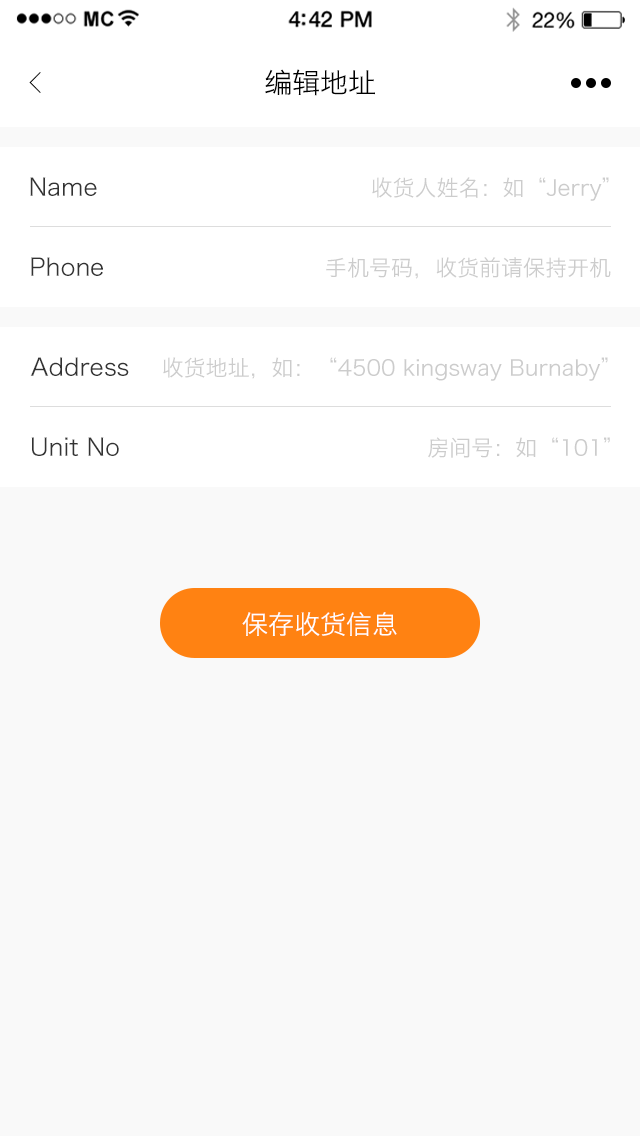 MC 4:42 PM 22%
编辑地址
Name 收货人姓名：如“Jerry”
Phone 手机号码，收货前请保持开机
Address 收货地址，如：“4500 kingsway Burnaby”
Unit No 房间号：如“101”
保存收货信息